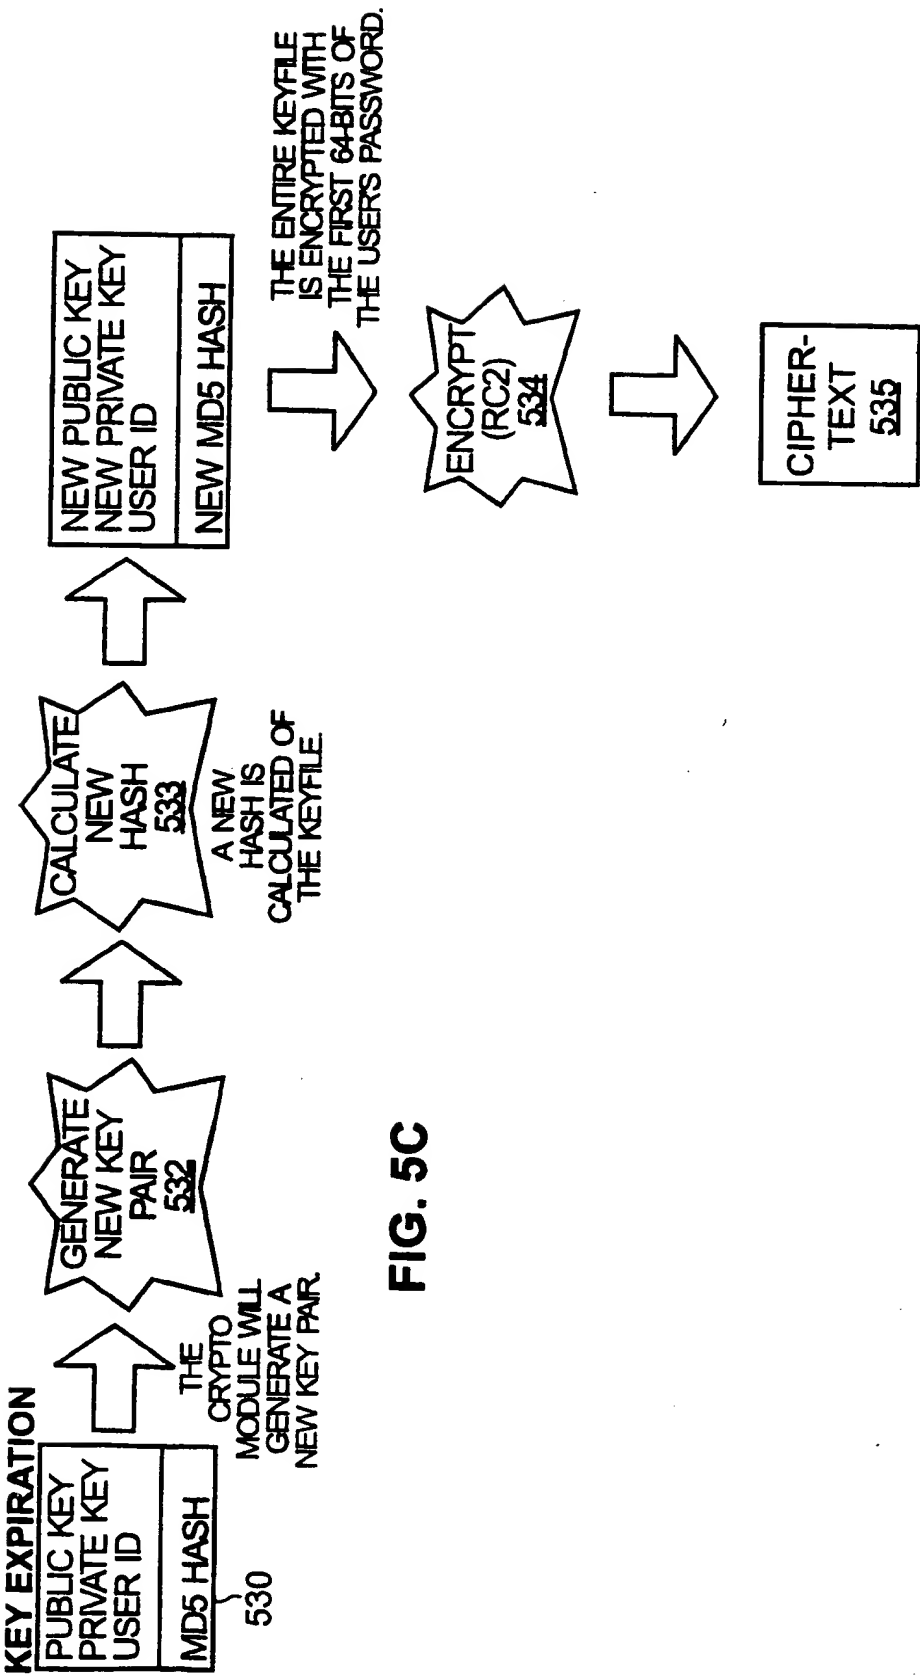 KEY EXPIRATION
PUBLIC KEY
PRIVATE KEY
USER ID
MD5 HASH
530
THE
CRYPTO
MODULE WILL
GENERATE A
NEW KEY PAIR.
GENERATE
NEW KEY
PAIR
532
CALCULATE
NEW
HASH
533
A NEW
HASH IS
CALCULATED OF
THE KEYFILE.
NEW PUBLIC KEY
NEW PRIVATE KEY
USER ID
NEW MD5 HASH
THE ENTIRE KEYFILE
IS ENCRYPTED WITH
THE FIRST 64-BITS OF
THE USERS PASSWORD.
ENCRYPT
(RC2)
534
CIPHER-
TEXT
535
FIG. 5C